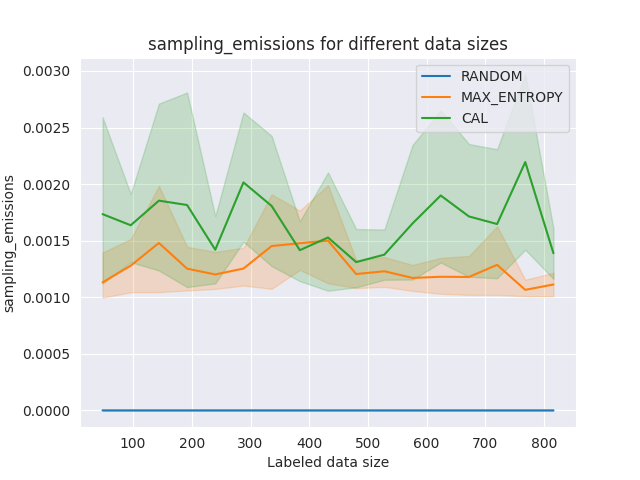 sampling_emissions for different data sizes
RANDOM
MAX_ENTROPY
CAL
sampling_emissions
0.0030
0.0025
0.0020
0.0015
0.0010
0.0005
0.0000
100 200 300 400 500 600 700 800
Labeled data size